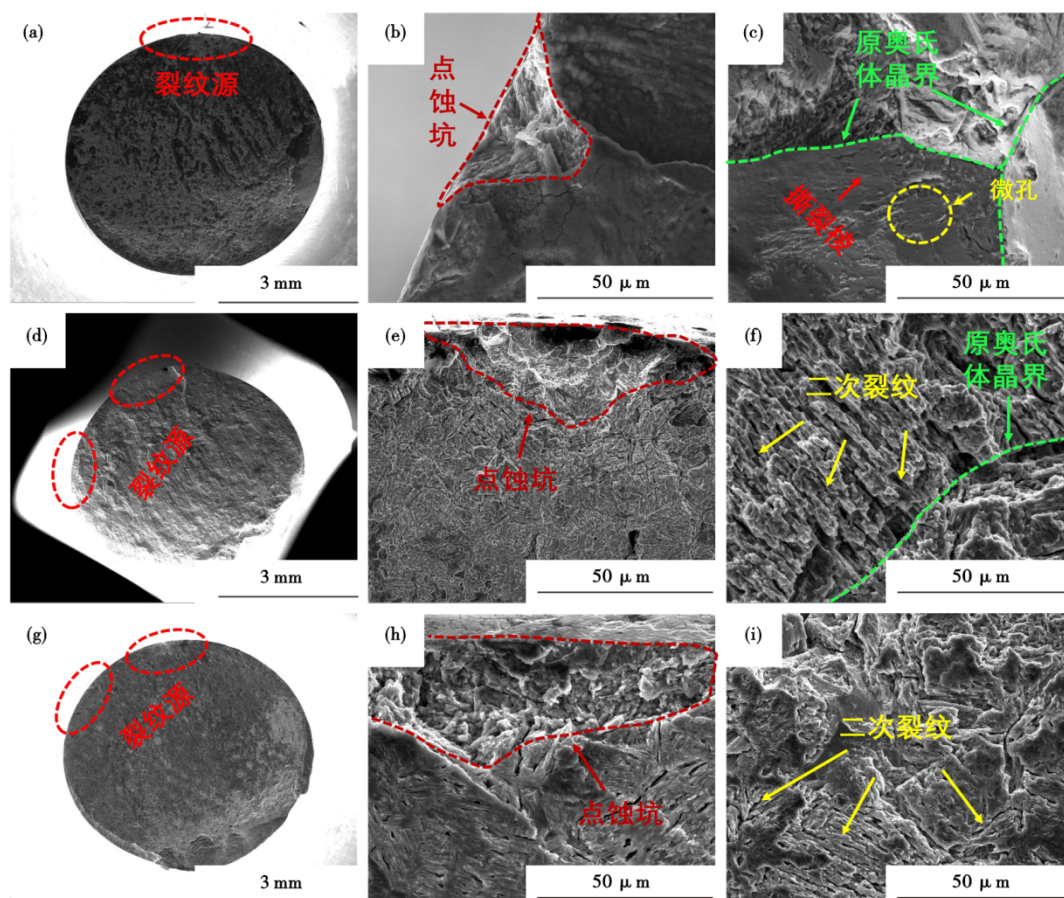 (a)
裂纹源
3 mm
(b)
点
蚀
坑
50 μm
(c)
原奥氏
体晶界
撕裂棱
微孔
50 μm
(d)
裂纹源
3 mm
(e)
点蚀坑
50 μm
(f)
二次裂纹
原奥氏
体晶界
50 μm
(g)
裂纹源
3 mm
(h)
点蚀坑
50 μm
(i)
二次裂纹
50 μm